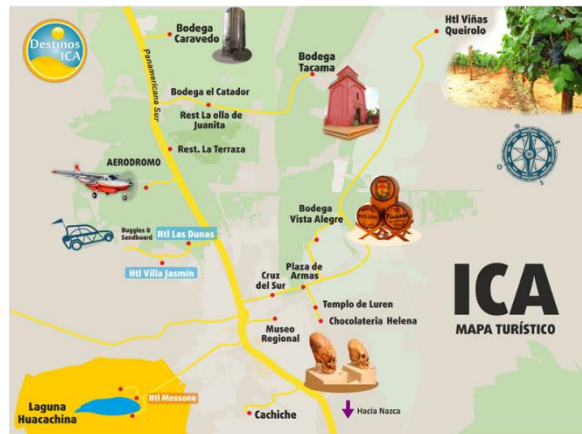 Destinos
ICA
Bodega
Caravedo
Panamericana Sur
Htl Viñas
Queirolo
Bodega
Tacama
Bodega el Catador
Rest La olla de
Juanita
Rest. La Terraza
AERODROMO
Buggies &
Sandboard
Htl Las Dunas
Htl Villa Jasmín
Bodega
Vista Alegre
Plaza de
Armas
Cruz
del Sur
Templo de Luren
Chocolateria Helena
Museo
Regional
ICA
MAPA TURÍSTICO
Htl Mossone
Laguna
Huacachina
Cachiche
Hacia Nazca